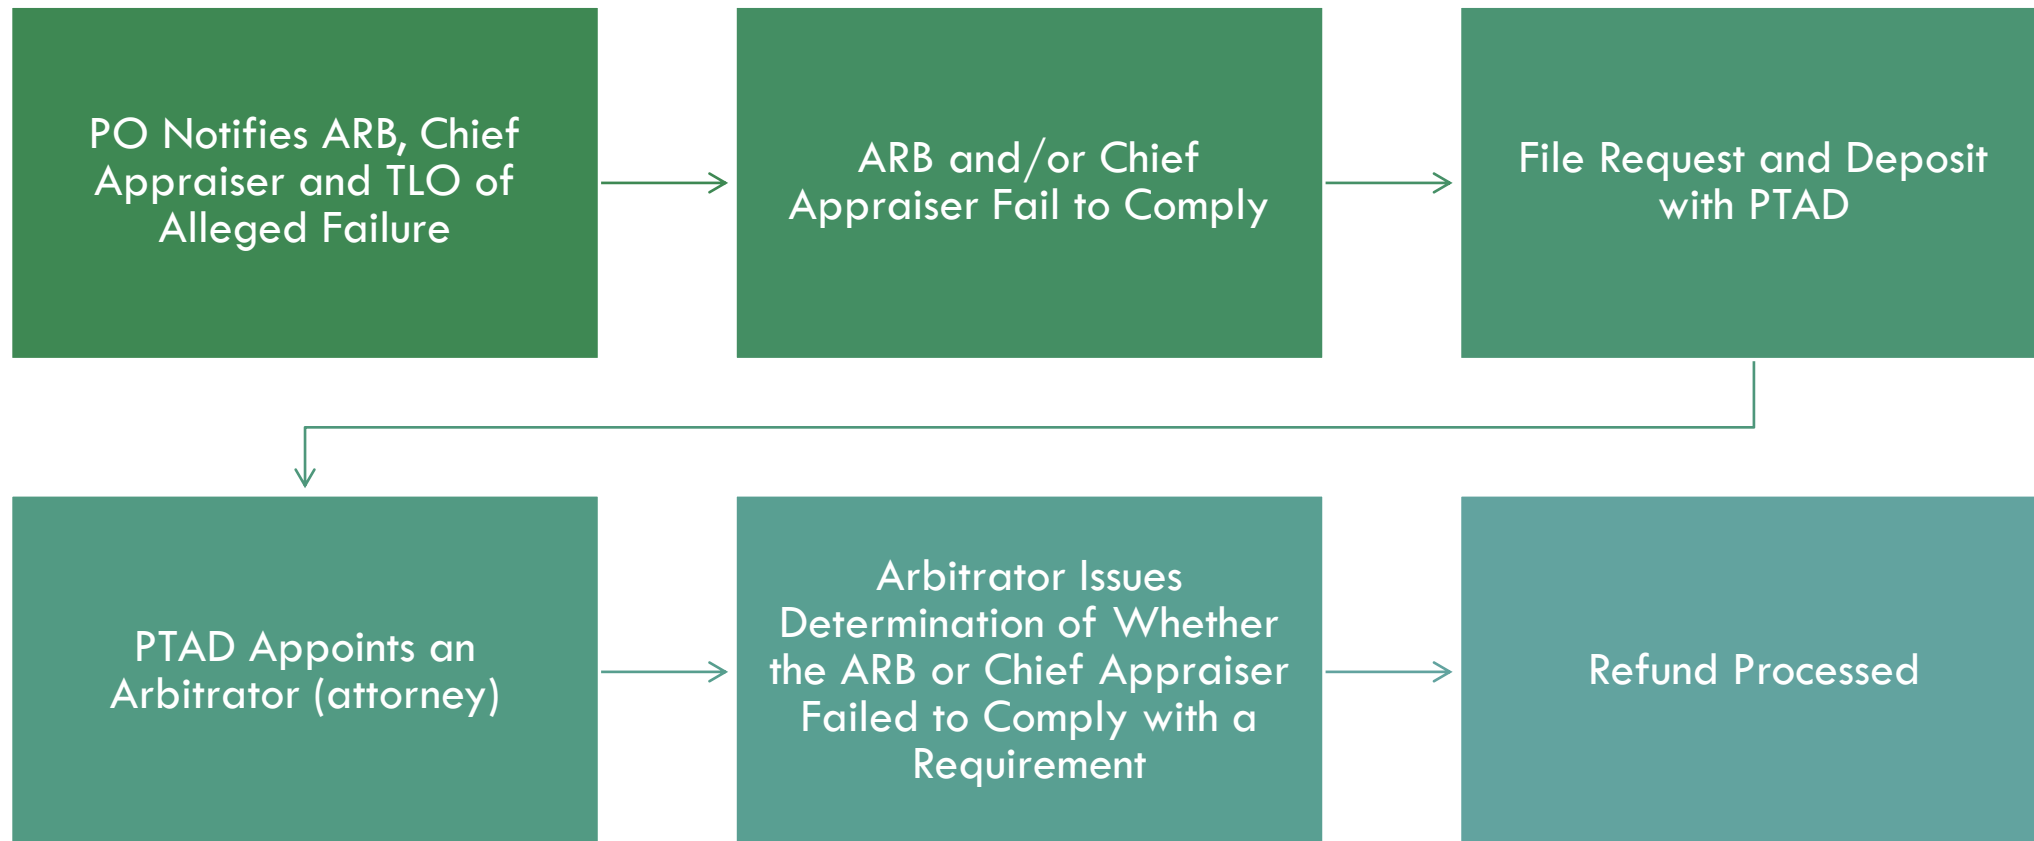 PO Notifies ARB, Chief
Appraiser and TLO of
Alleged Failure
ARB and/or Chief
Appraiser Fail to Comply
File Request and Deposit
with PTAD
PTAD Appoints an
Arbitrator (attorney)
Arbitrator Issues
Determination of Whether
the ARB or Chief Appraiser
Failed to Comply with a
Requirement
Refund Processed